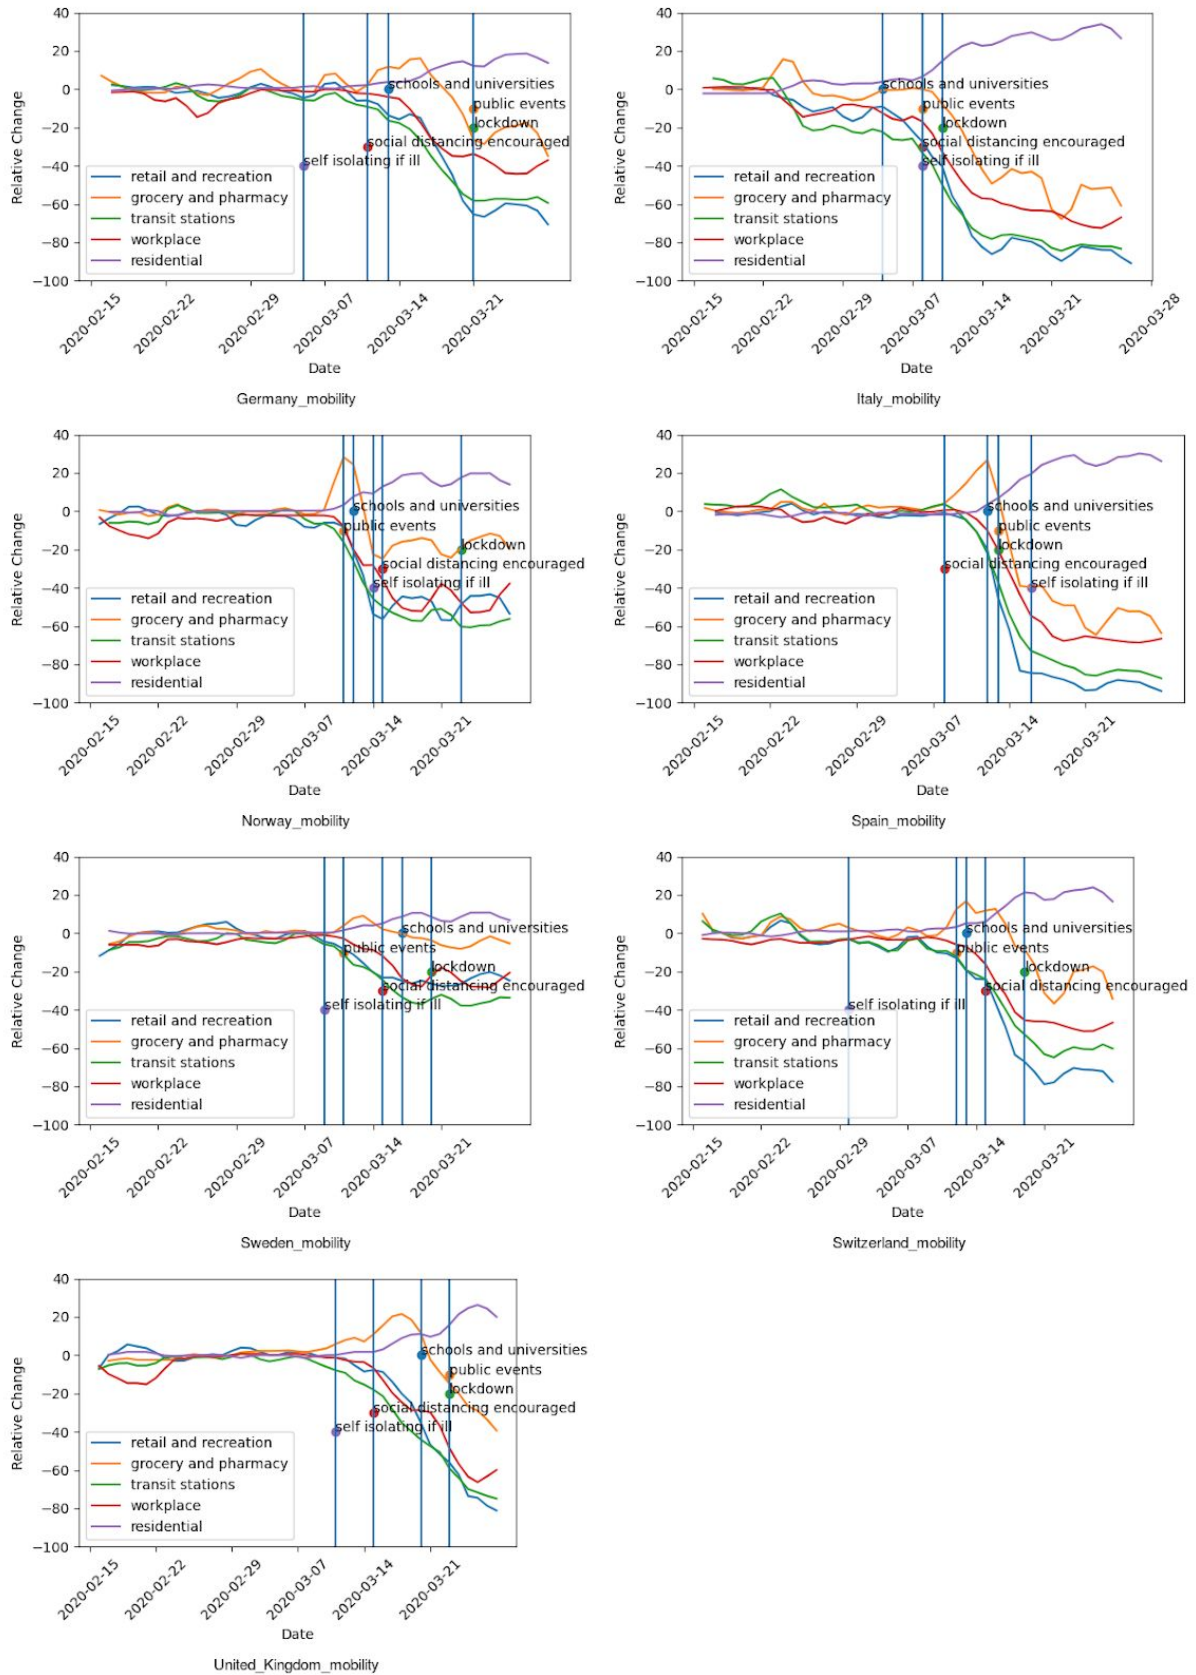 40
20
0
−20
−40
−60
−80
−100
Relative Change
schools and universities
public events
lockdown
social distancing encouraged
self isolating if ill
retail and recreation
grocery and pharmacy
transit stations
workplace
residential
2020-02-15
2020-02-22
2020-02-29
2020-03-07
2020-03-14
2020-03-21
Date
Germany_mobility
40
20
0
−20
−40
−60
−80
−100
Relative Change
schools and universities
public events
lockdown
social distancing encouraged
self isolating if ill
retail and recreation
grocery and pharmacy
transit stations
workplace
residential
2020-02-15
2020-02-22
2020-02-29
2020-03-07
2020-03-14
2020-03-21
2020-03-28
Date
Italy_mobility
40
20
0
−20
−40
−60
−80
−100
Relative Change
schools and universities
public events
lockdown
social distancing encouraged
self isolating if ill
retail and recreation
grocery and pharmacy
transit stations
workplace
residential
2020-02-15
2020-02-22
2020-02-29
2020-03-07
2020-03-14
2020-03-21
Date
Norway_mobility
40
20
0
−20
−40
−60
−80
−100
Relative Change
schools and universities
public events
lockdown
social distancing encouraged
self isolating if ill
retail and recreation
grocery and pharmacy
transit stations
workplace
residential
2020-02-15
2020-02-22
2020-02-29
2020-03-07
2020-03-14
2020-03-21
Date
Spain_mobility
40
20
0
−20
−40
−60
−80
−100
Relative Change
schools and universities
public events
lockdown
social distancing encouraged
self isolating if ill
retail and recreation
grocery and pharmacy
transit stations
workplace
residential
2020-02-15
2020-02-22
2020-02-29
2020-03-07
2020-03-14
2020-03-21
Date
Sweden_mobility
40
20
0
−20
−40
−60
−80
−100
Relative Change
schools and universities
public events
lockdown
social distancing encouraged
self isolating if ill
retail and recreation
grocery and pharmacy
transit stations
workplace
residential
2020-02-15
2020-02-22
2020-02-29
2020-03-07
2020-03-14
2020-03-21
Date
Switzerland_mobility
40
20
0
−20
−40
−60
−80
−100
Relative Change
schools and universities
public events
lockdown
social distancing encouraged
self isolating if ill
retail and recreation
grocery and pharmacy
transit stations
workplace
residential
2020-02-15
2020-02-22
2020-02-29
2020-03-07
2020-03-14
2020-03-21
Date
United_Kingdom_mobility